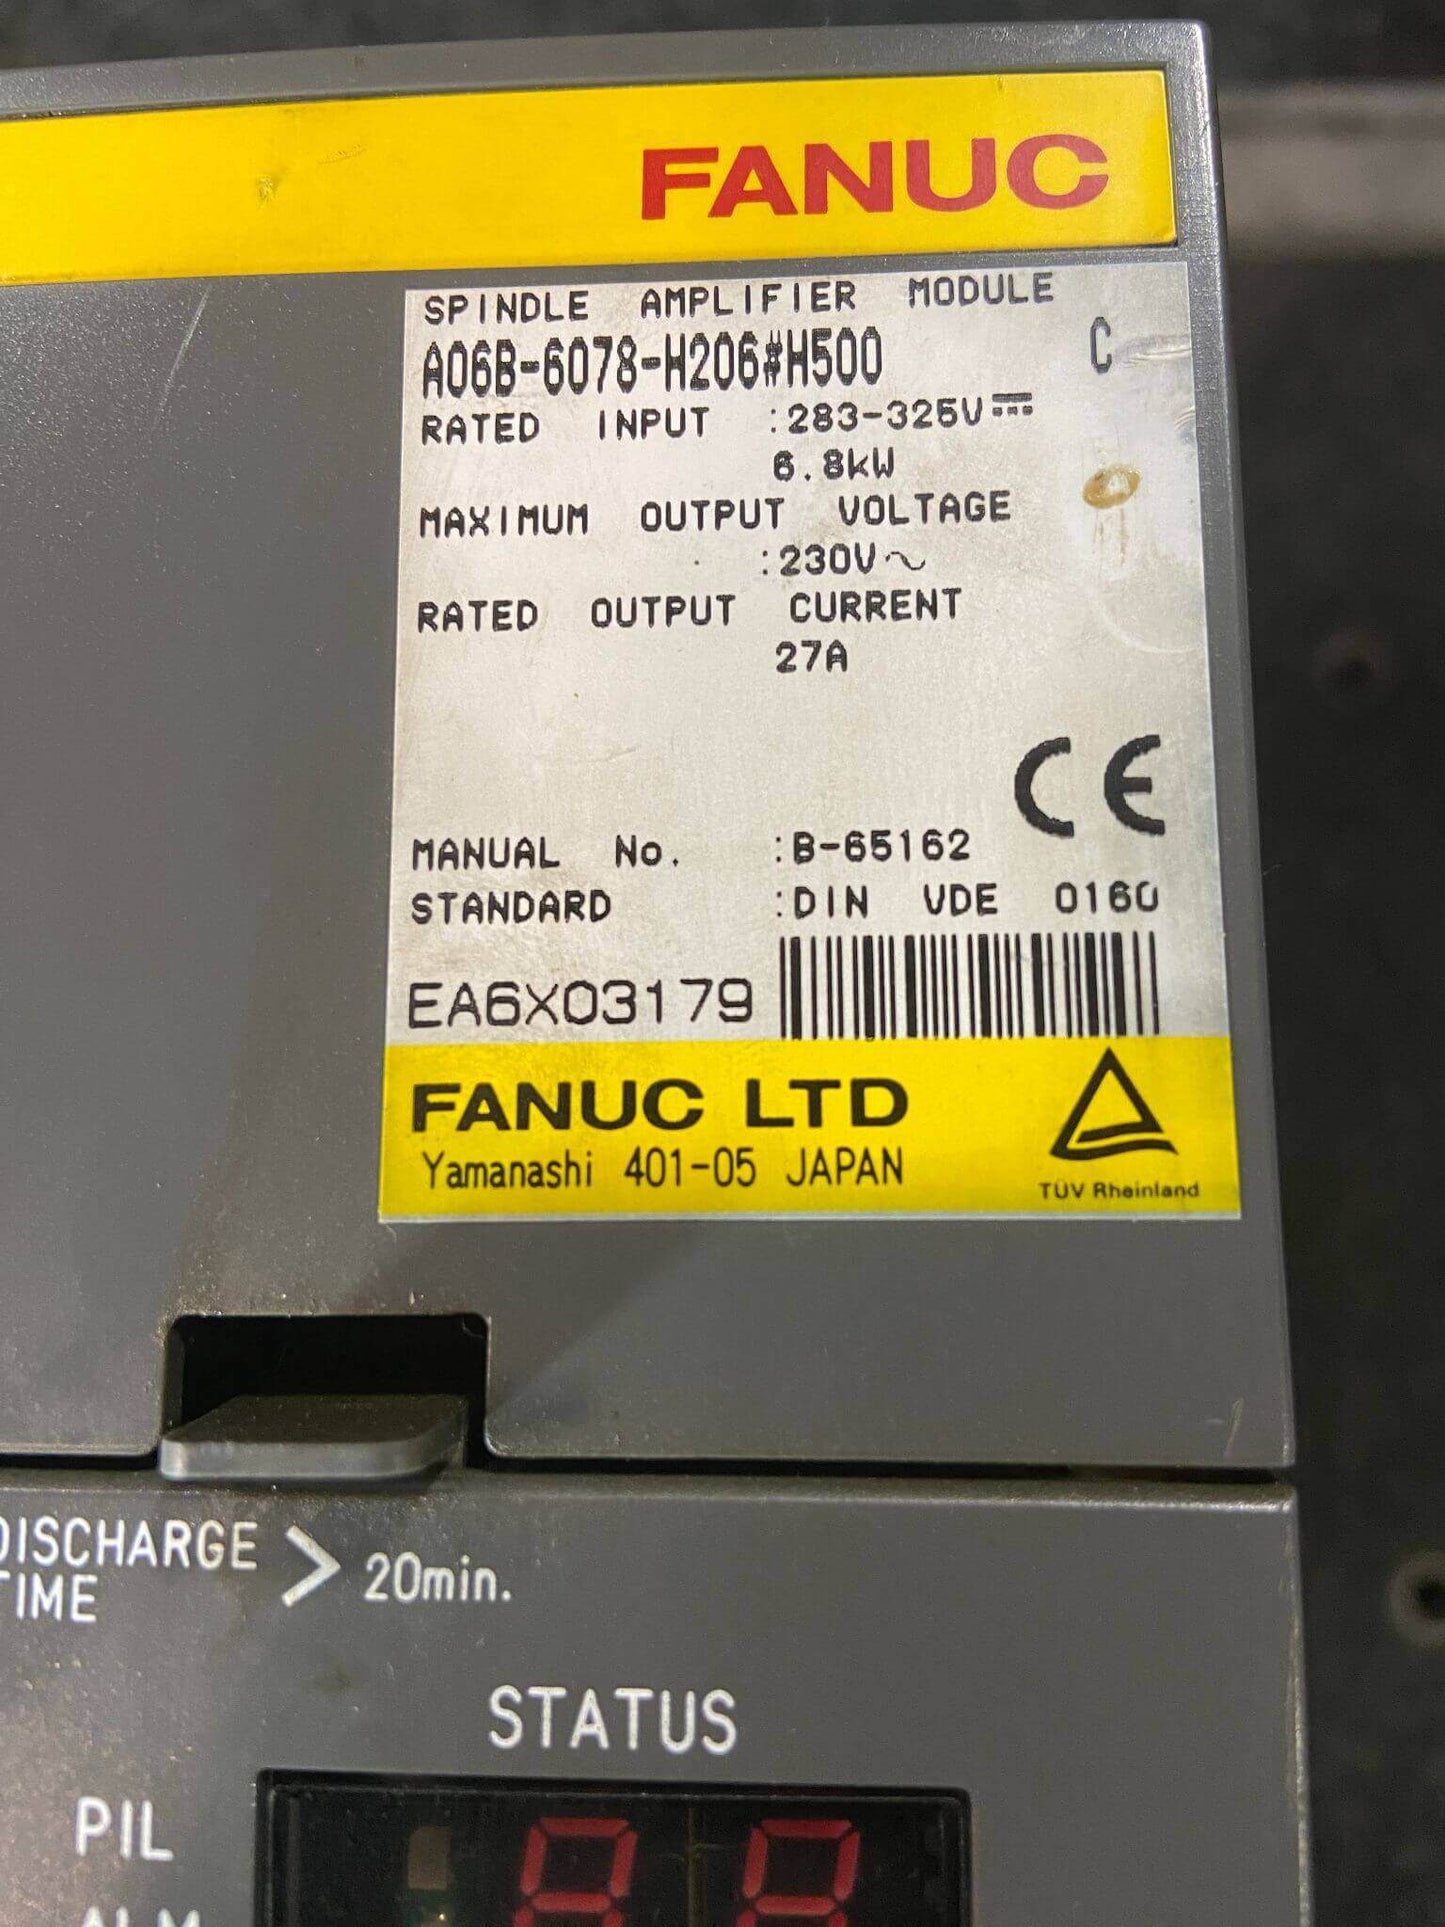 FANUC
SPINDLE AMPLIFIER MODULE
A06B-6078-H206#H500 C
RATED INPUT :283-325V⎓
6.8kW
MAXIMUM OUTPUT VOLTAGE
:230V~
RATED OUTPUT CURRENT
27A
CE
MANUAL No. :B-65162
STANDARD :DIN VDE 0160
EA6X03179
FANUC LTD
Yamanashi 401-05 JAPAN
TÜV Rheinland
DISCHARGE
TIME > 20min.
STATUS
PIL
ALM